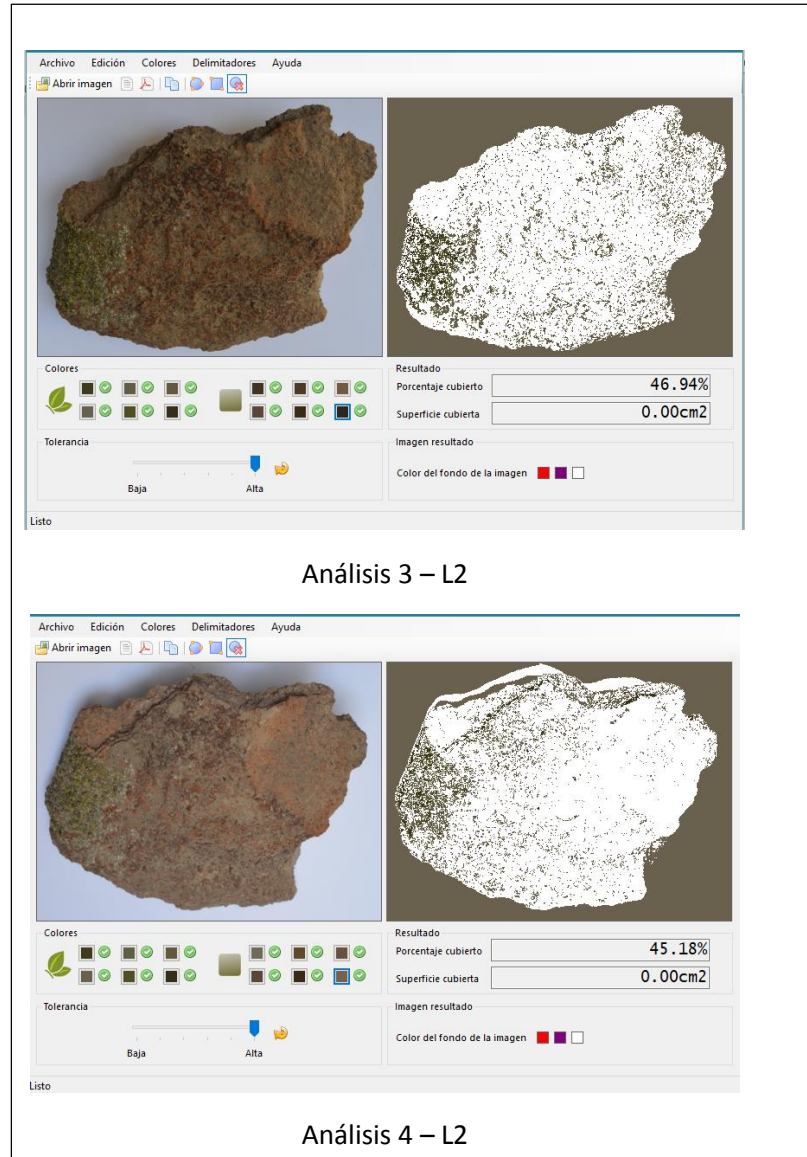 Archivo Edición Colores Delimitadores Ayuda
Abrir imagen
Colores
Resultado
Porcentaje cubierto 46.94%
Superficie cubierta 0.00cm2
Tolerancia
Baja Alta
Imagen resultado
Color del fondo de la imagen
Listo
Análisis 3 – L2
Archivo Edición Colores Delimitadores Ayuda
Abrir imagen
Colores
Resultado
Porcentaje cubierto 45.18%
Superficie cubierta 0.00cm2
Tolerancia
Baja Alta
Imagen resultado
Color del fondo de la imagen
Listo
Análisis 4 – L2